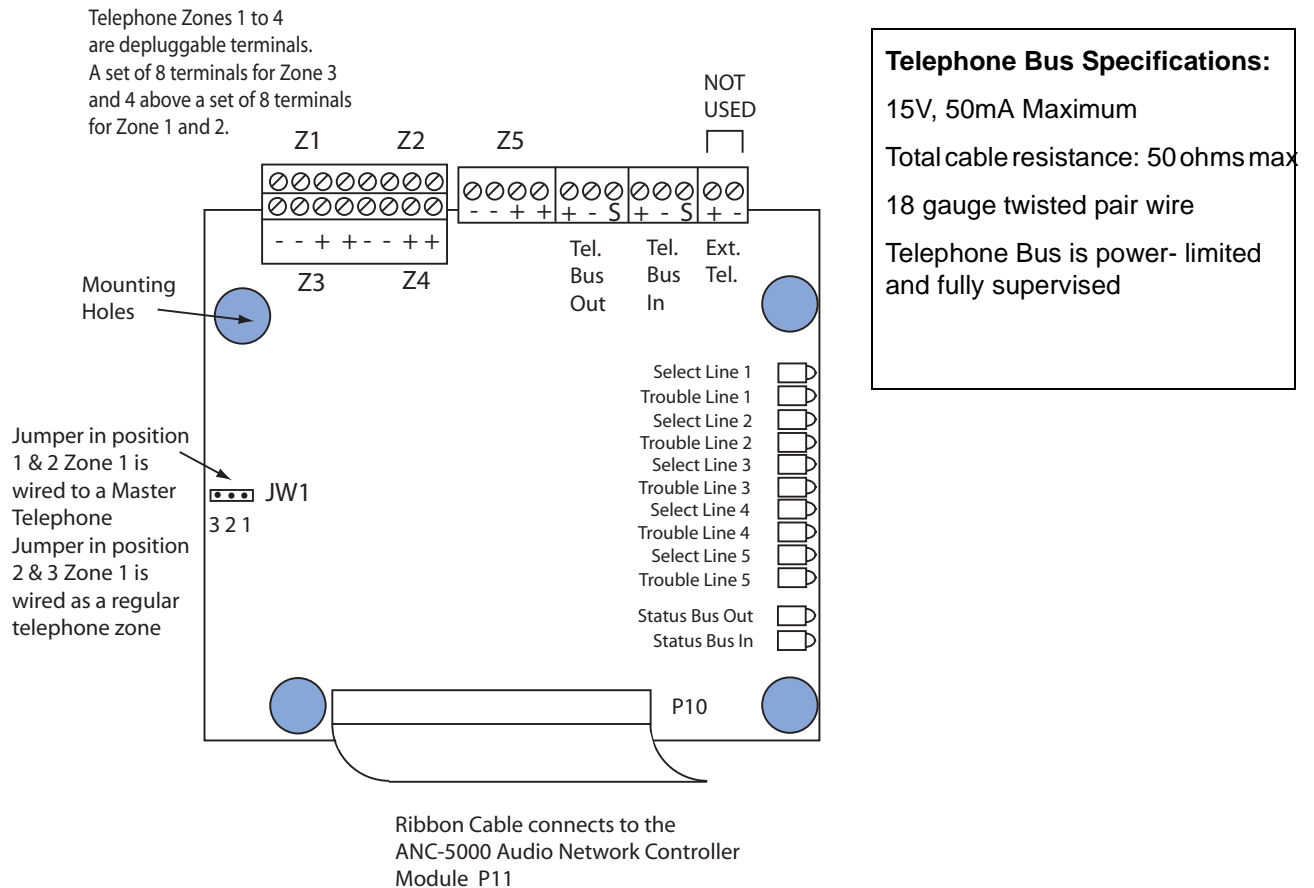 Telephone Zones 1 to 4
are depluggable terminals.
A set of 8 terminals for Zone 3
and 4 above a set of 8 terminals
for Zone 1 and 2.
NOT
USED
Z1 Z2 Z5
- - + + + - S + - S + -
- - + + - - + +
Z3 Z4
Tel.
Bus
Out
Tel.
Bus
In
Ext.
Tel.
Mounting
Holes
Select Line 1
Trouble Line 1
Select Line 2
Trouble Line 2
Select Line 3
Trouble Line 3
Select Line 4
Trouble Line 4
Select Line 5
Trouble Line 5
Status Bus Out
Status Bus In
Jumper in position
1 & 2 Zone 1 is
wired to a Master
Telephone
Jumper in position
2 & 3 Zone 1 is
wired as a regular
telephone zone
JW1
3 2 1
P10
Ribbon Cable connects to the
ANC-5000 Audio Network Controller
Module P11
Telephone Bus Specifications:
15V, 50mA Maximum
Total cable resistance: 50 ohms max
18 gauge twisted pair wire
Telephone Bus is power- limited
and fully supervised